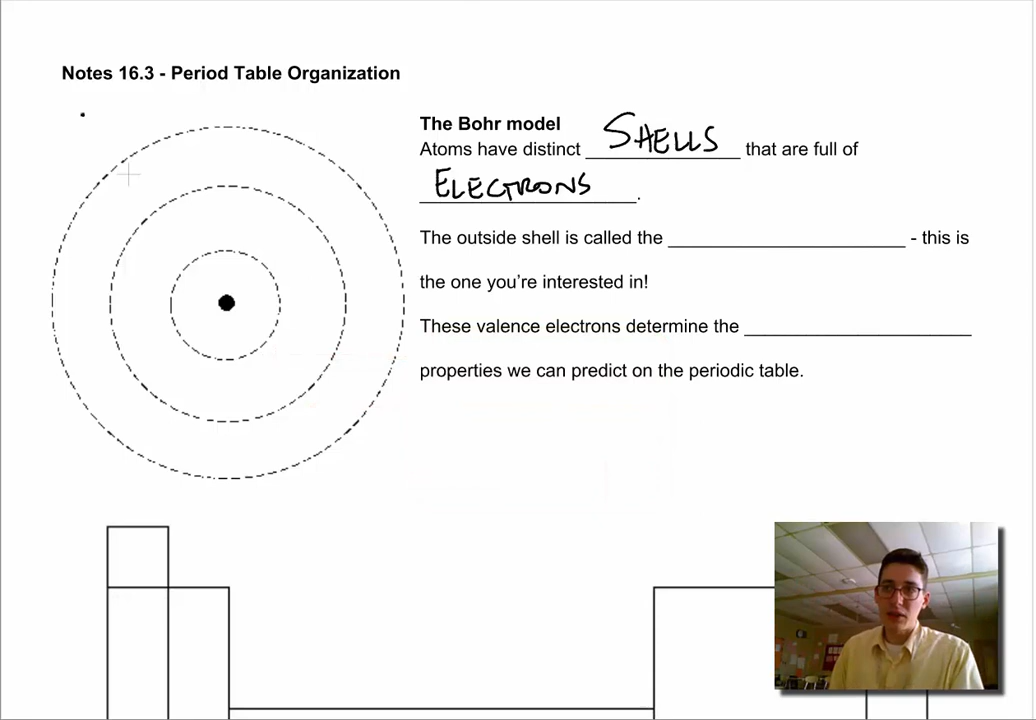 Notes 16.3 - Period Table Organization
The Bohr model
Atoms have distinct SHELLS that are full of
ELECTRONS.
The outside shell is called the ____________________ - this is
the one you're interested in!
These valence electrons determine the ____________________
properties we can predict on the periodic table.